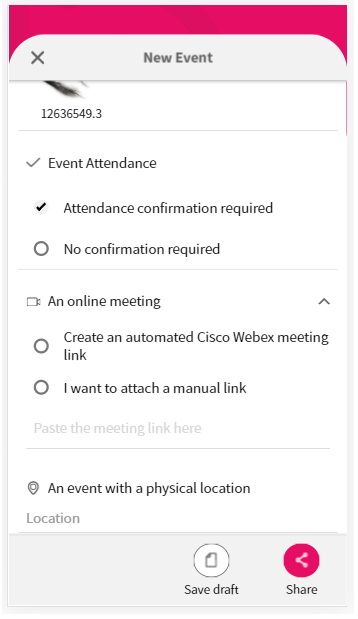 New Event
12636549.3
Event Attendance
Attendance confirmation required
No confirmation required
An online meeting
Create an automated Cisco Webex meeting
link
I want to attach a manual link
Paste the meeting link here
An event with a physical location
Location
Save draft
Share